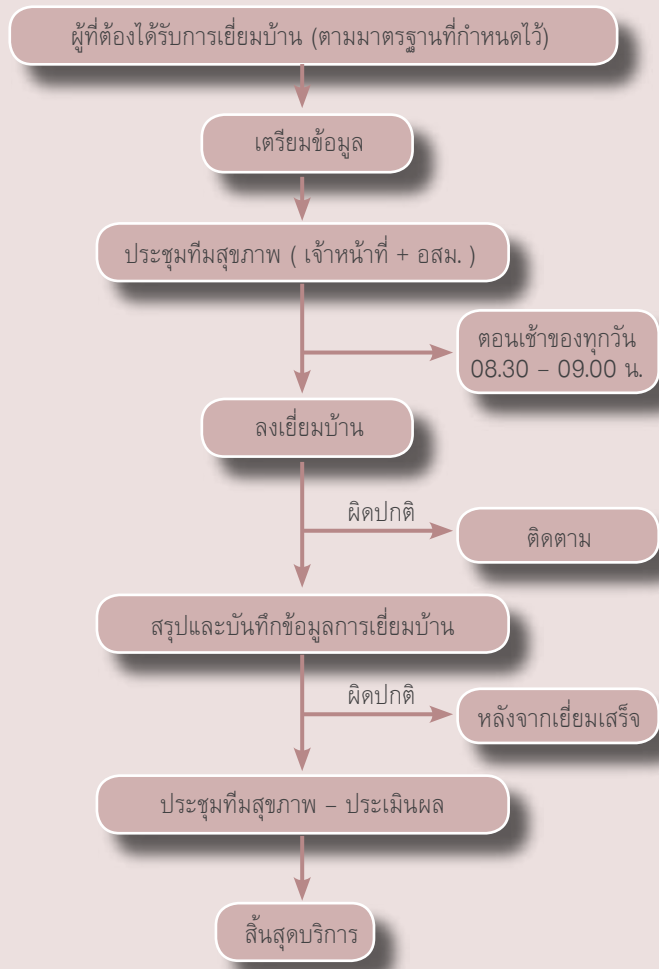 ผู้ที่ต้องได้รับการเยี่ยมบ้าน (ตามมาตรฐานที่กำหนดไว้)
เตรียมข้อมูล
ประชุมทีมสุขภาพ ( เจ้าหน้าที่ + อสม. )
ตอนเช้าของทุกวัน
08.30 – 09.00 น.
ลงเยี่ยมบ้าน
ผิดปกติ
ติดตาม
สรุปและบันทึกข้อมูลการเยี่ยมบ้าน
ผิดปกติ
หลังจากเยี่ยมเสร็จ
ประชุมทีมสุขภาพ – ประเมินผล
สิ้นสุดบริการ